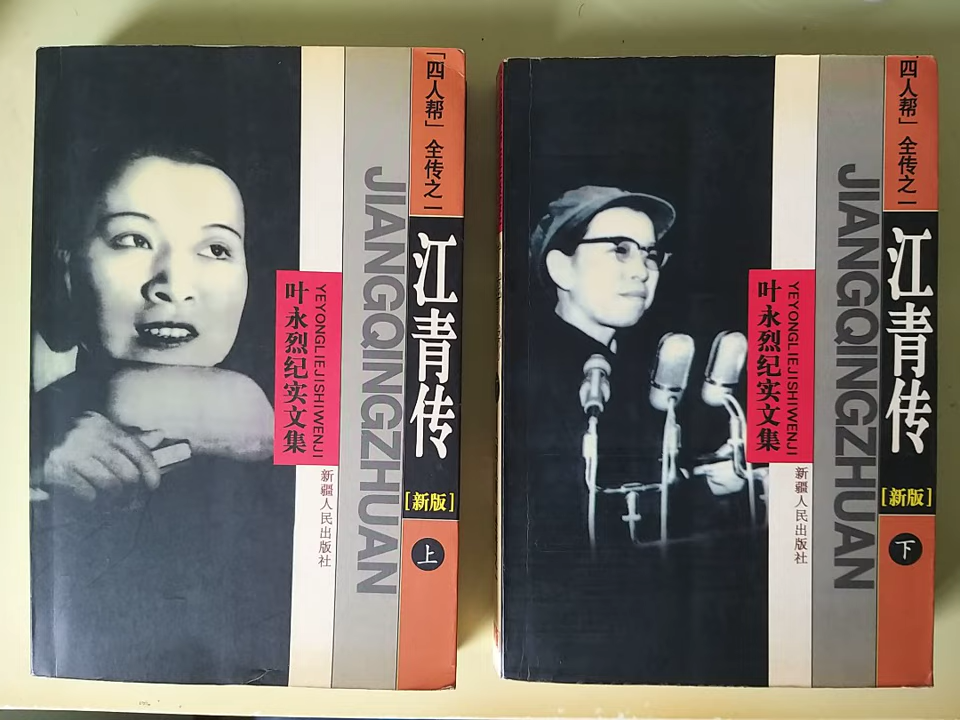 「四人帮」全传之一
江青传
[新版]
上
JIANGQINGZHUAN
YEYONGLIEJISHIWENJI
叶永烈纪实文集
新疆人民出版社
四人帮」全传之一
江青传
[新版]
下
JIANGQINGZHUAN
YEYONGLIEJISHIWENJI
叶永烈纪实文集
新疆人民出版社